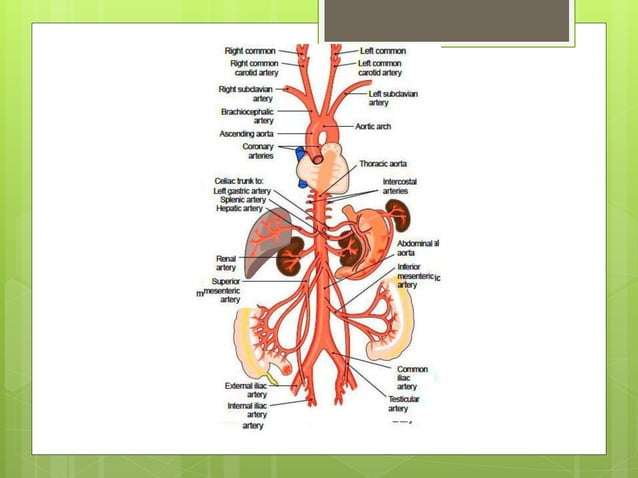 Right common
Right common
carotid artery
Right subclavian
artery
Brachiocephalic
artery
Ascending aorta
Coronary
arteries
Celiac trunk to:
Left gastric artery
Splenic artery
Hepatic artery
Renal
artery
Superior
mesenteric
artery
External iliac
artery
Internal iliac
artery
artery
Left common
Left common
carotid artery
Left subclavian
artery
Aortic arch
Thoracic aorta
Intercostal
arteries
Abdominal al
aorta
Inferior
mesenteric ic
artery
Common
iliac
artery
Testicular
artery